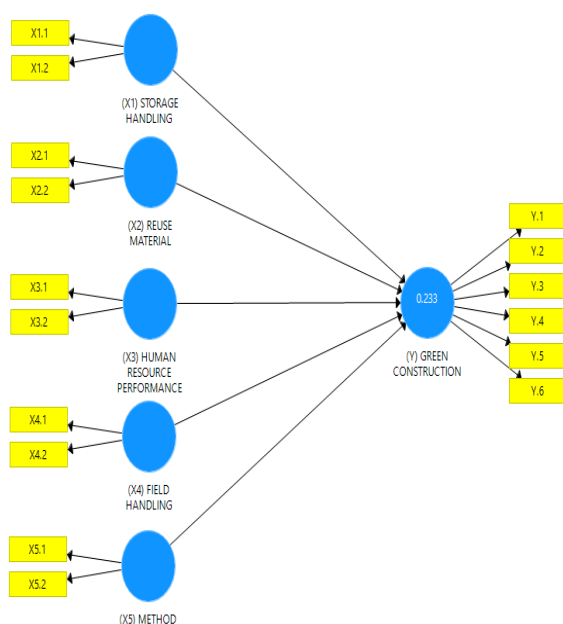 X1.1
X1.2
(X1) STORAGE
HANDLING
X2.1
X2.2
(X2) REUSE
MATERIAL
X3.1
X3.2
(X3) HUMAN
RESOURCE
PERFORMANCE
X4.1
X4.2
(X4) FIELD
HANDLING
X5.1
X5.2
(X5) METHOD
0.233
(Y) GREEN
CONSTRUCTION
Y.1
Y.2
Y.3
Y.4
Y.5
Y.6